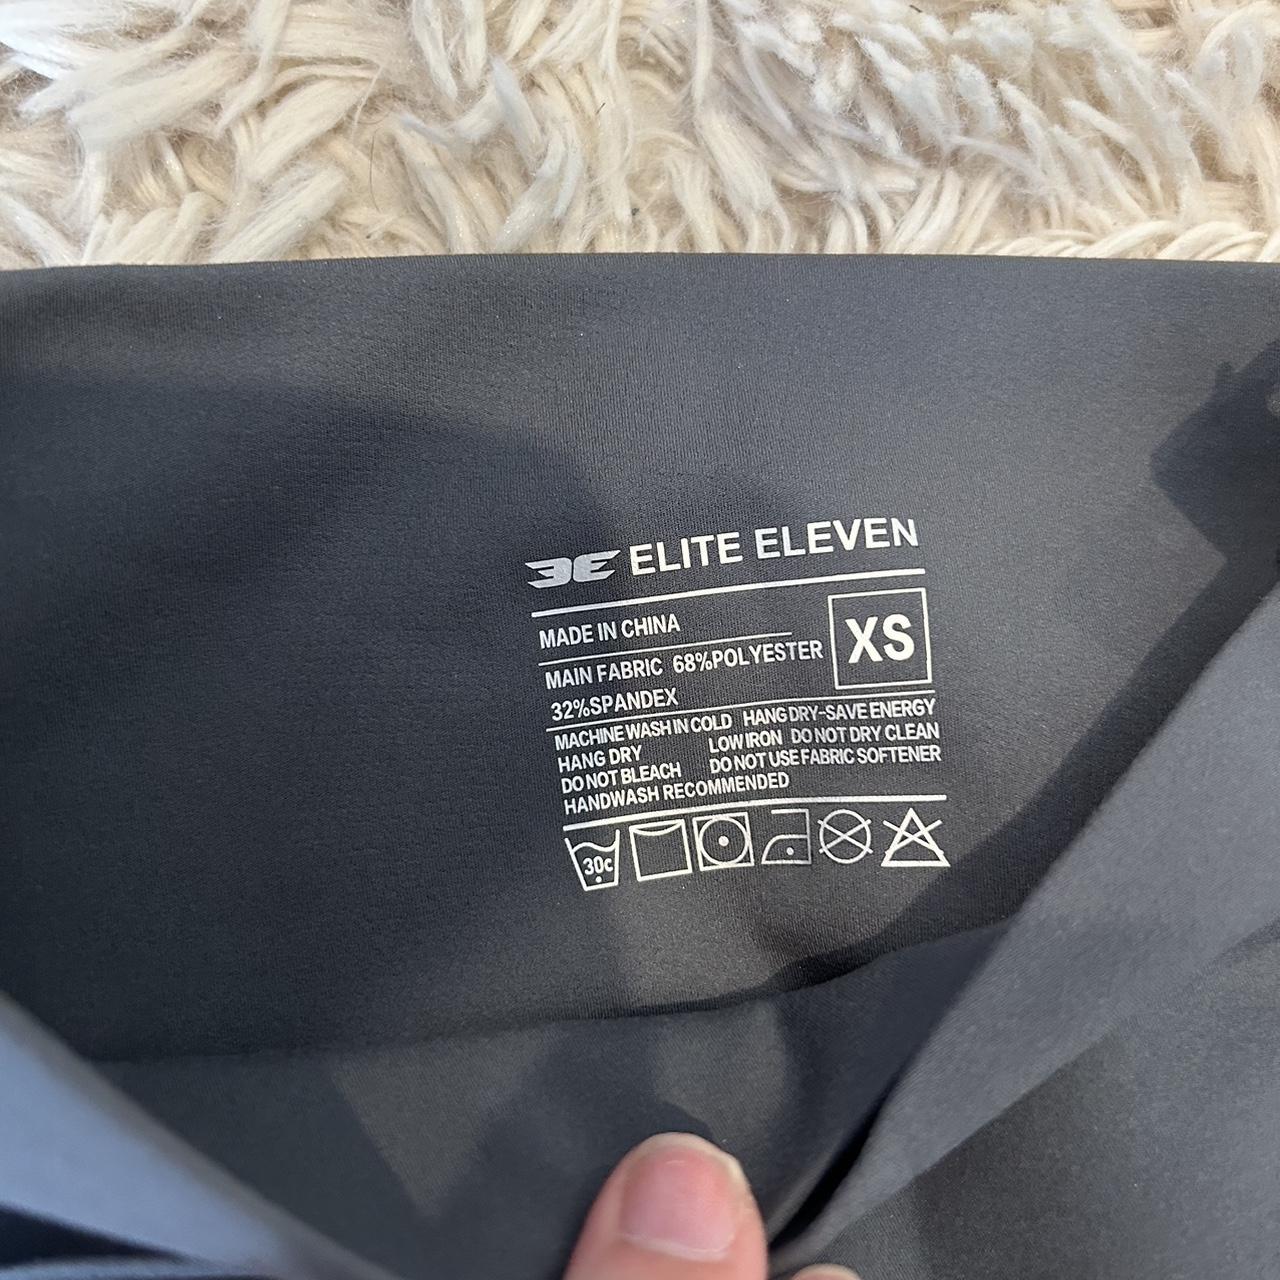 ELITE ELEVEN
MADE IN CHINA
XS
MAIN FABRIC 68%POLYESTER
32%SPANDEX
MACHINE WASH IN COLD HANG DRY-SAVE ENERGY
HANG DRY LOW IRON DO NOT DRY CLEAN
DO NOT BLEACH DO NOT USE FABRIC SOFTENER
HANDWASH RECOMMENDED
30c